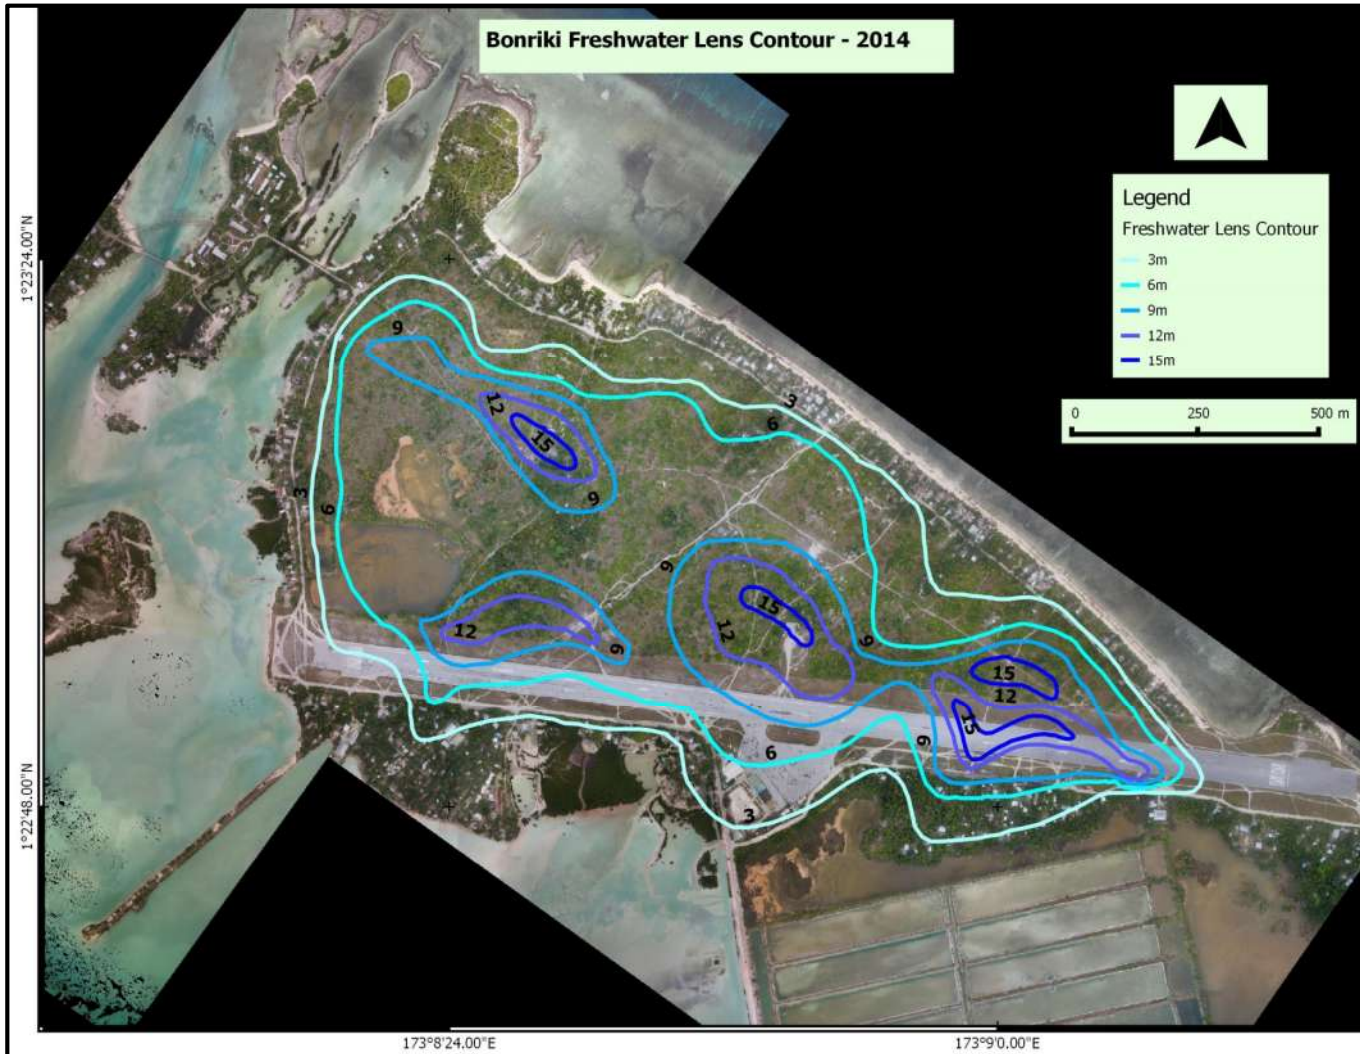 Bonriki Freshwater Lens Contour - 2014
Legend
Freshwater Lens Contour
3m
6m
9m
12m
15m
0 250 500 m
1°23'24.00"N
1°22'48.00"N
173°8'24.00"E
173°9'0.00"E
9
12
15
9
3
6
3
6
9
12
9
15
12
9
15
12
15
9
6
3